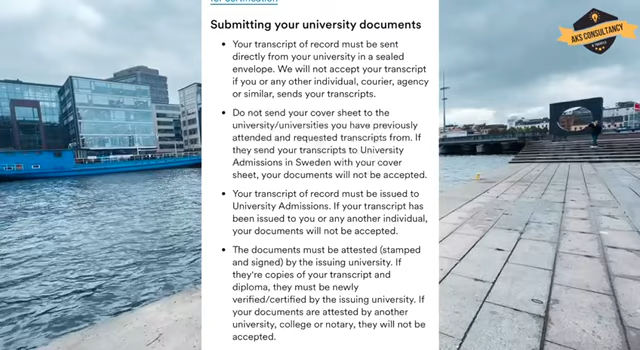 for certification
Submitting your university documents
• Your transcript of record must be sent
directly from your university in a sealed
envelope. We will not accept your transcript
if you or any other individual, courier, agency
or similar, sends your transcripts.
• Do not send your cover sheet to the
university/universities you have previously
attended and requested transcripts from. If
they send your transcripts to University
Admissions in Sweden with your cover
sheet, your documents will not be accepted.
• Your transcript of record must be issued to
University Admissions. If your transcript has
been issued to you or any another individual,
your documents will not be accepted.
• The documents must be attested (stamped
and signed) by the issuing university. If
they're copies of your transcript and
diploma, they must be newly
verified/certified by the issuing university. If
your documents are attested by another
university, college or notary, they will not be
accepted.
AKS CONSULTANCY